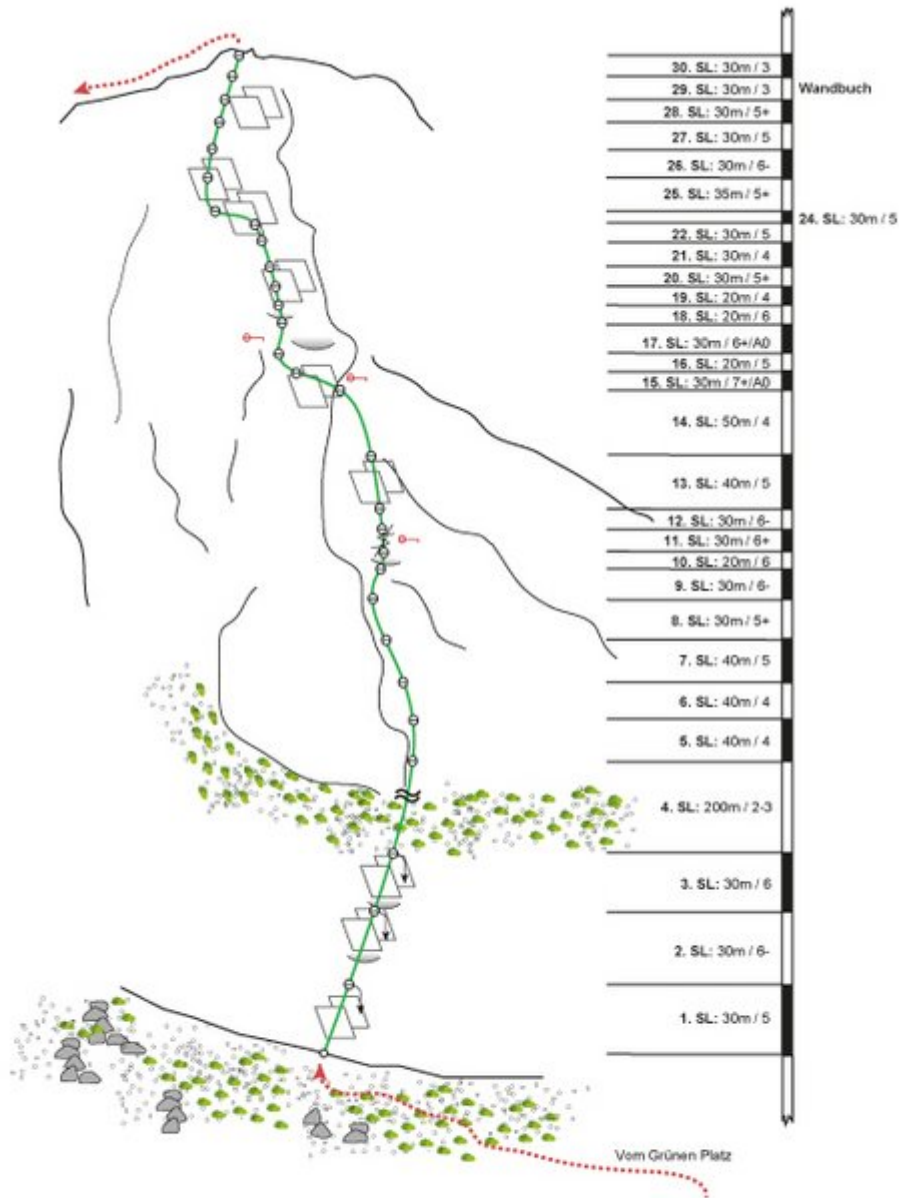 30. SL: 30m / 3
29. SL: 30m / 3
Wandbuch
28. SL: 30m / 5+
27. SL: 30m / 5
26. SL: 30m / 6-
25. SL: 35m / 5+
24. SL: 30m / 5
22. SL: 30m / 5
21. SL: 30m / 4
20. SL: 30m / 5+
19. SL: 20m / 4
18. SL: 20m / 6
17. SL: 30m / 6+/A0
16. SL: 20m / 5
15. SL: 30m / 7+/A0
14. SL: 50m / 4
13. SL: 40m / 5
12. SL: 30m / 6-
11. SL: 30m / 6+
10. SL: 20m / 6
9. SL: 30m / 6-
8. SL: 30m / 5+
7. SL: 40m / 5
6. SL: 40m / 4
5. SL: 40m / 4
4. SL: 200m / 2-3
3. SL: 30m / 6
2. SL: 30m / 6-
1. SL: 30m / 5
Vom Grünen Platz